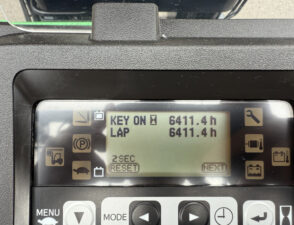 KEY ON 6411.4 h
LAP 6411.4 h
2SEC
RESET NEXT
P
MENU MODE